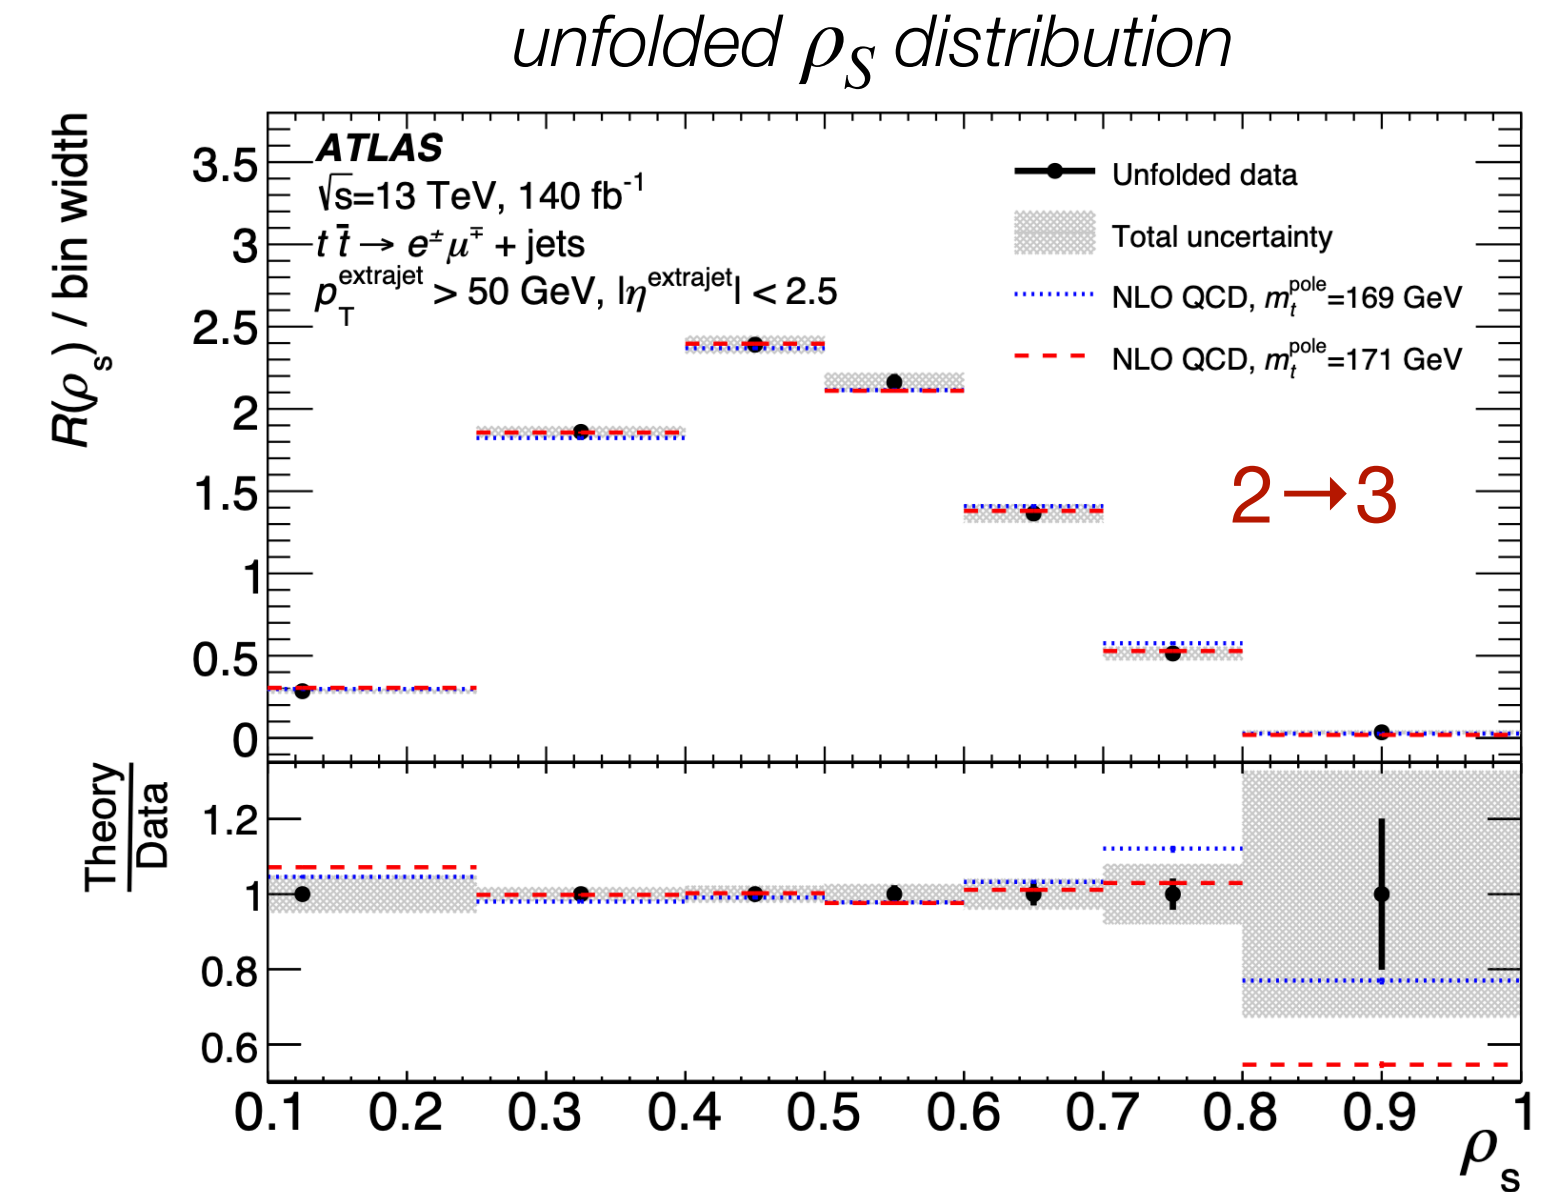 unfolded ρS distribution
R(ρs) / bin width
ATLAS
√s=13 TeV, 140 fb-1
t t̄ → e±μ∓ + jets
pTextrajet > 50 GeV, |ηextrajet| < 2.5
Unfolded data
Total uncertainty
NLO QCD, mtpole=169 GeV
NLO QCD, mtpole=171 GeV
2→3
3.5
3
2.5
2
1.5
1
0.5
0
Theory
Data
1.2
1
0.8
0.6
0.1 0.2 0.3 0.4 0.5 0.6 0.7 0.8 0.9 1
ρs